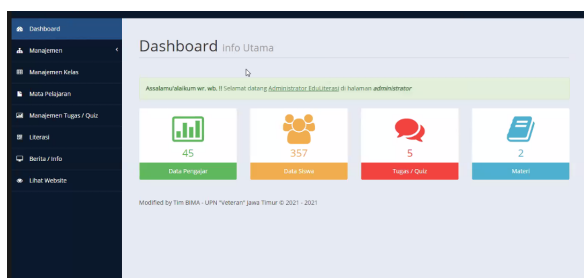 Dashboard
Manajemen
Manajemen Kelas
Mata Pelajaran
Manajemen Tugas / Quiz
Literasi
Berita / Info
Lihat Website
Dashboard Info Utama
Assalamu'alaikum wr. wb. !! Selamat datang Administrator EduLiterasi di halaman administrator
45
Data Pengajar
357
Data Siswa
5
Tugas / Quiz
2
Materi
Modified by Tim BIMA - UPN "Veteran" Jawa Timur © 2021 - 2021